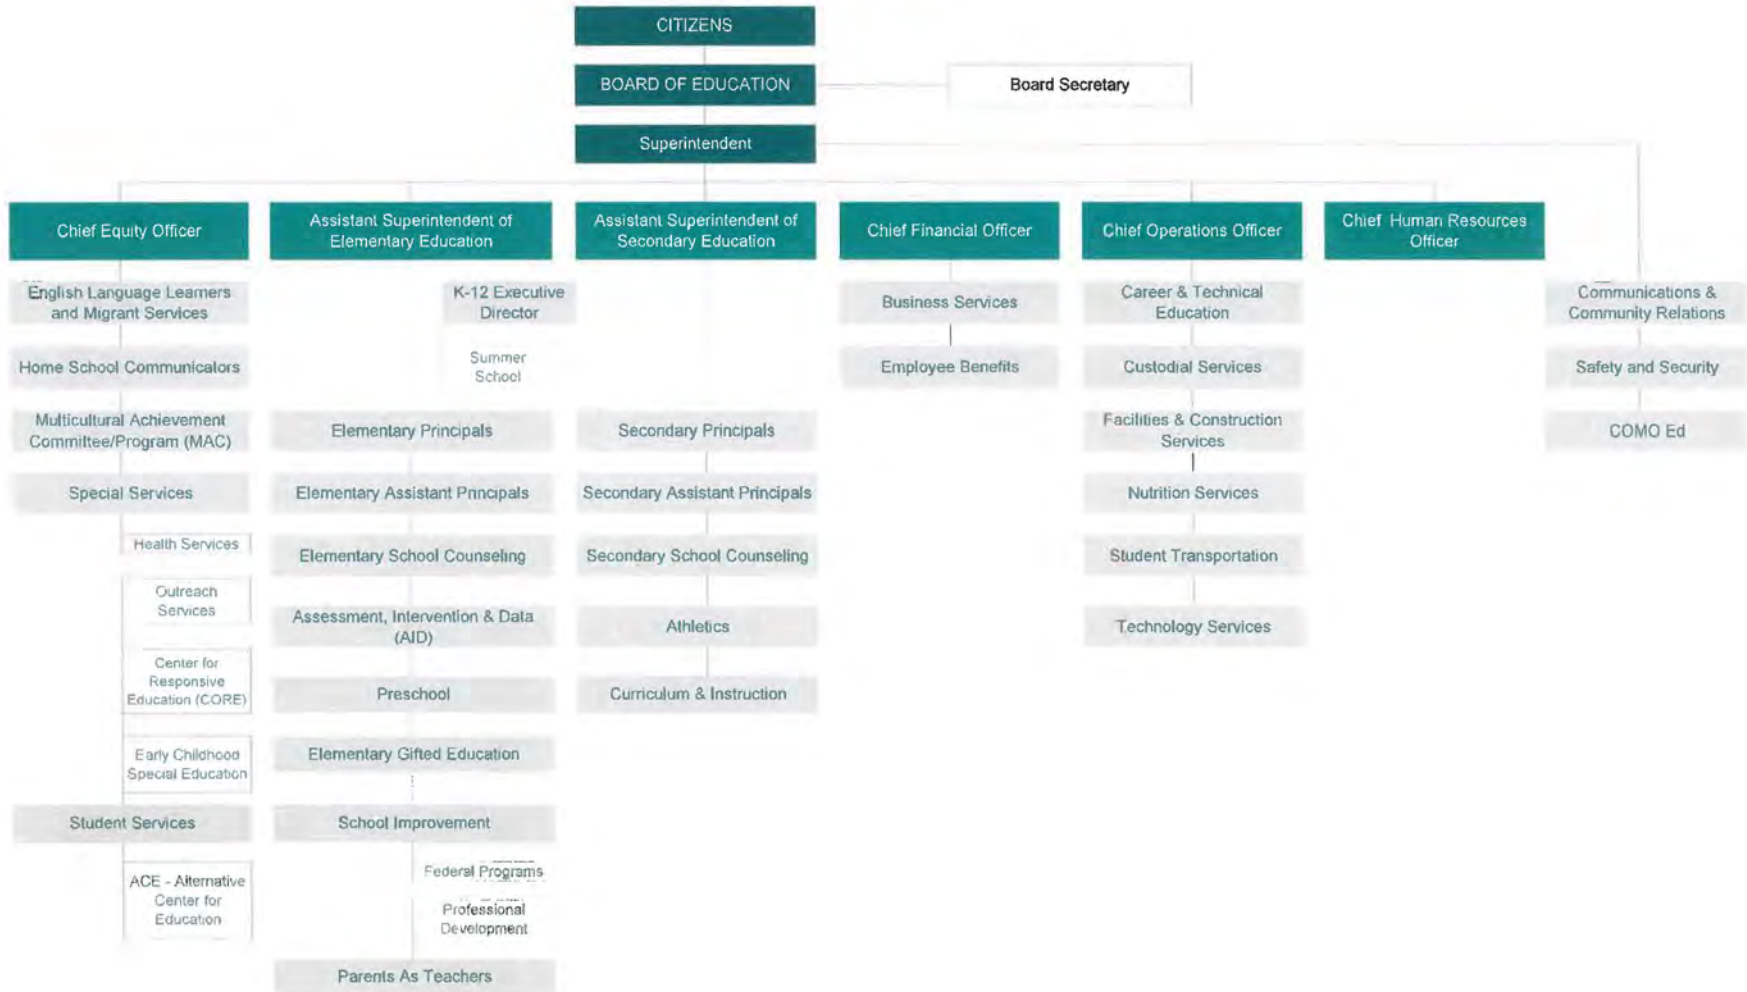 CITIZENS
BOARD OF EDUCATION
Board Secretary
Superintendent
Chief Equity Officer
Assistant Superintendent of
Elementary Education
Assistant Superintendent of
Secondary Education
Chief Financial Officer
Chief Operations Officer
Chief Human Resources
Officer
English Language Learners
and Migrant Services
Home School Communicators
Multicultural Achievement
Committee/Program (MAC)
Special Services
Health Services
Outreach
Services
Center for
Responsive
Education (CORE)
Early Childhood
Special Education
Student Services
ACE - Alternative
Center for
Education
K-12 Executive
Director
Summer
School
Elementary Principals
Elementary Assistant Principals
Elementary School Counseling
Assessment, Intervention & Data
(AID)
Preschool
Elementary Gifted Education
School Improvement
Federal Programs
Professional
Development
Parents As Teachers
Secondary Principals
Secondary Assistant Principals
Secondary School Counseling
Athletics
Curriculum & Instruction
Business Services
Employee Benefits
Career & Technical
Education
Custodial Services
Facilities & Construction
Services
Nutrition Services
Student Transportation
Technology Services
Communications &
Community Relations
Safety and Security
COMO Ed